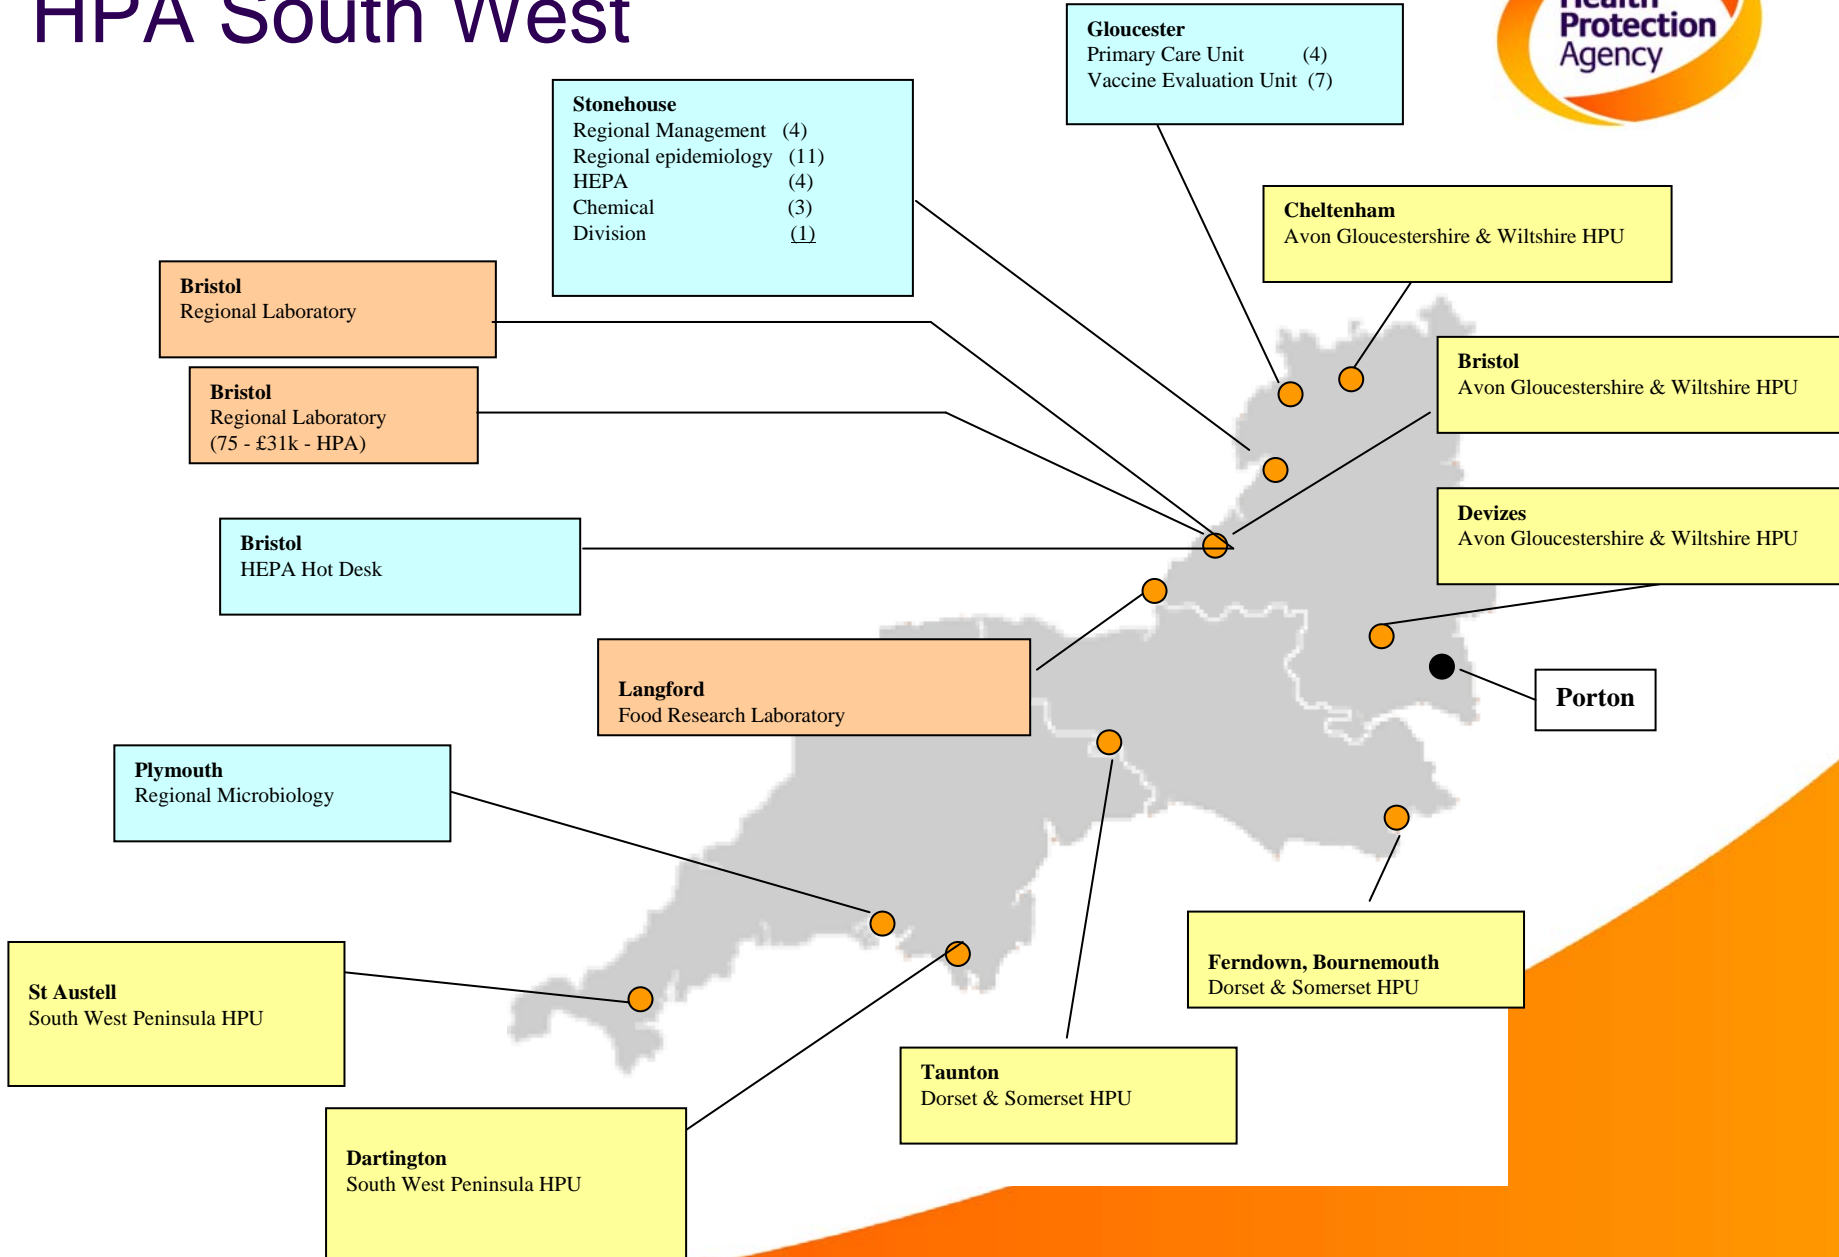 HPA South West
Health
Protection
Agency
Gloucester
Primary Care Unit (4)
Vaccine Evaluation Unit (7)
Stonehouse
Regional Management (4)
Regional epidemiology (11)
HEPA (4)
Chemical (3)
Division (1)
Cheltenham
Avon Gloucestershire & Wiltshire HPU
Bristol
Regional Laboratory
Bristol
Avon Gloucestershire & Wiltshire HPU
Bristol
Regional Laboratory
(75 - £31k - HPA)
Devizes
Avon Gloucestershire & Wiltshire HPU
Bristol
HEPA Hot Desk
Langford
Food Research Laboratory
Porton
Plymouth
Regional Microbiology
Ferndown, Bournemouth
Dorset & Somerset HPU
St Austell
South West Peninsula HPU
Taunton
Dorset & Somerset HPU
Dartington
South West Peninsula HPU